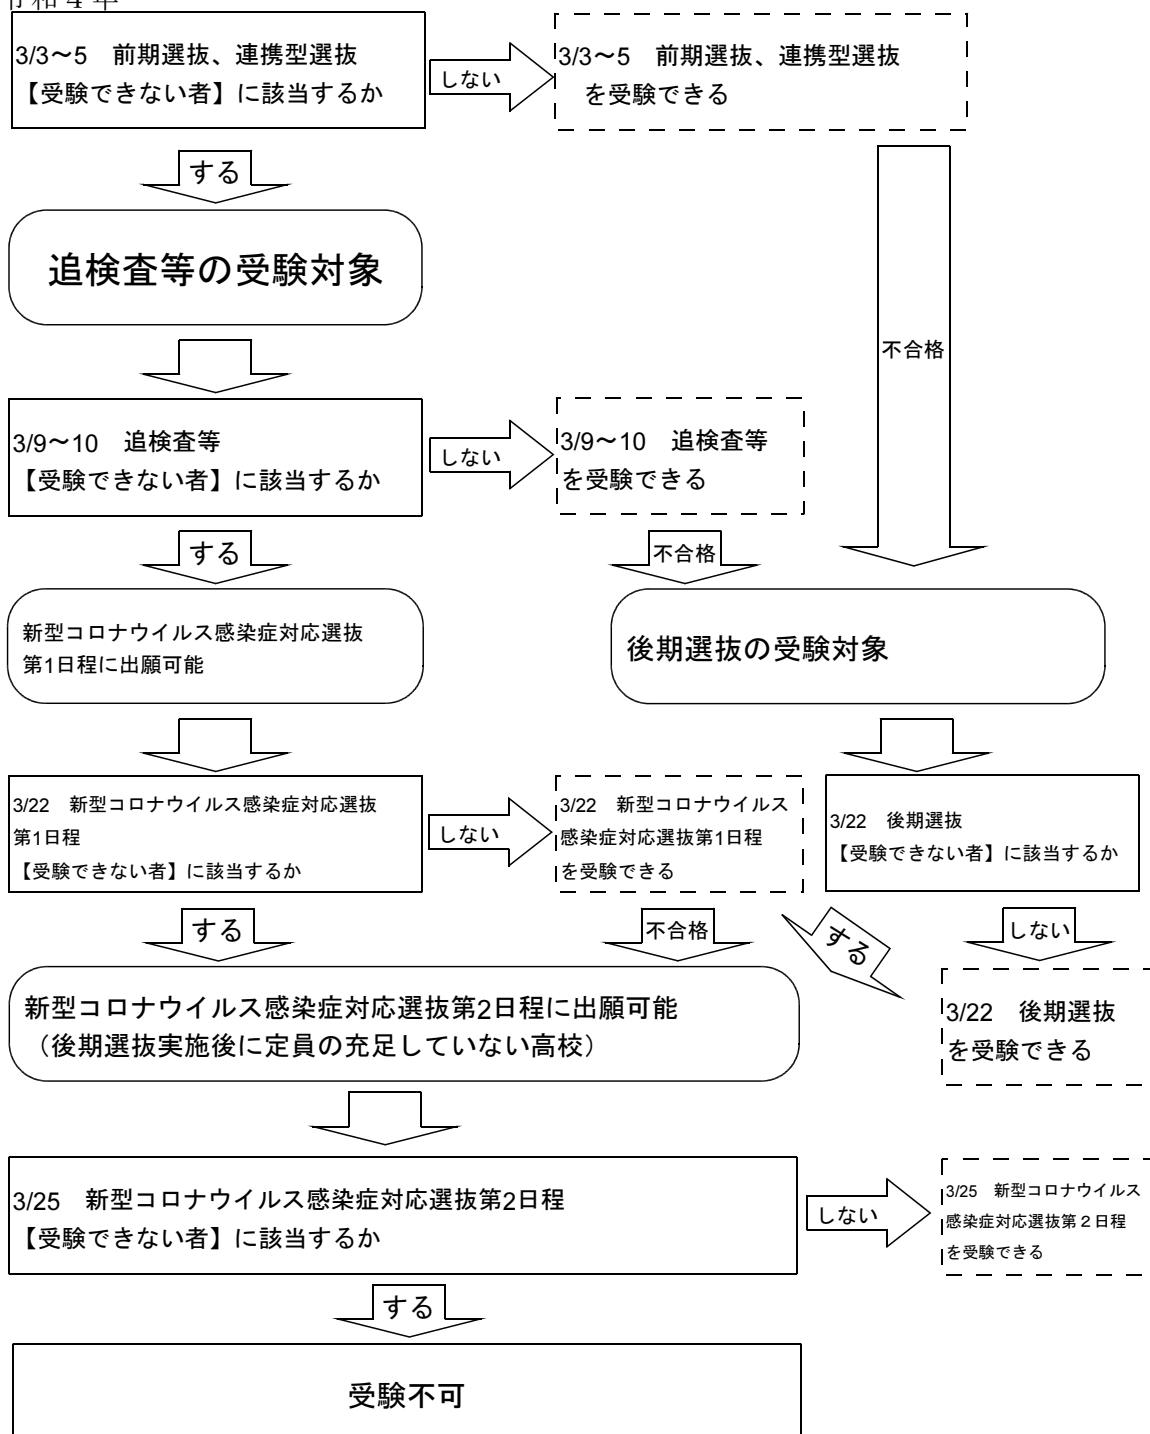 令和４年
3/3～5　前期選抜、連携型選抜
【受験できない者】に該当するか
しない
3/3～5　前期選抜、連携型選抜
を受験できる
する
追検査等の受験対象
不合格
3/9～10　追検査等
【受験できない者】に該当するか
しない
3/9～10　追検査等
を受験できる
する
不合格
新型コロナウイルス感染症対応選抜
第1日程に出願可能
後期選抜の受験対象
3/22　新型コロナウイルス感染症対応選抜
第1日程
【受験できない者】に該当するか
しない
3/22　新型コロナウイルス
感染症対応選抜第1日程
を受験できる
3/22　後期選抜
【受験できない者】に該当するか
する
不合格
する
しない
新型コロナウイルス感染症対応選抜第2日程に出願可能
（後期選抜実施後に定員の充足していない高校）
3/22　後期選抜
を受験できる
3/25　新型コロナウイルス感染症対応選抜第2日程
【受験できない者】に該当するか
しない
3/25　新型コロナウイルス
感染症対応選抜第２日程
を受験できる
する
受験不可